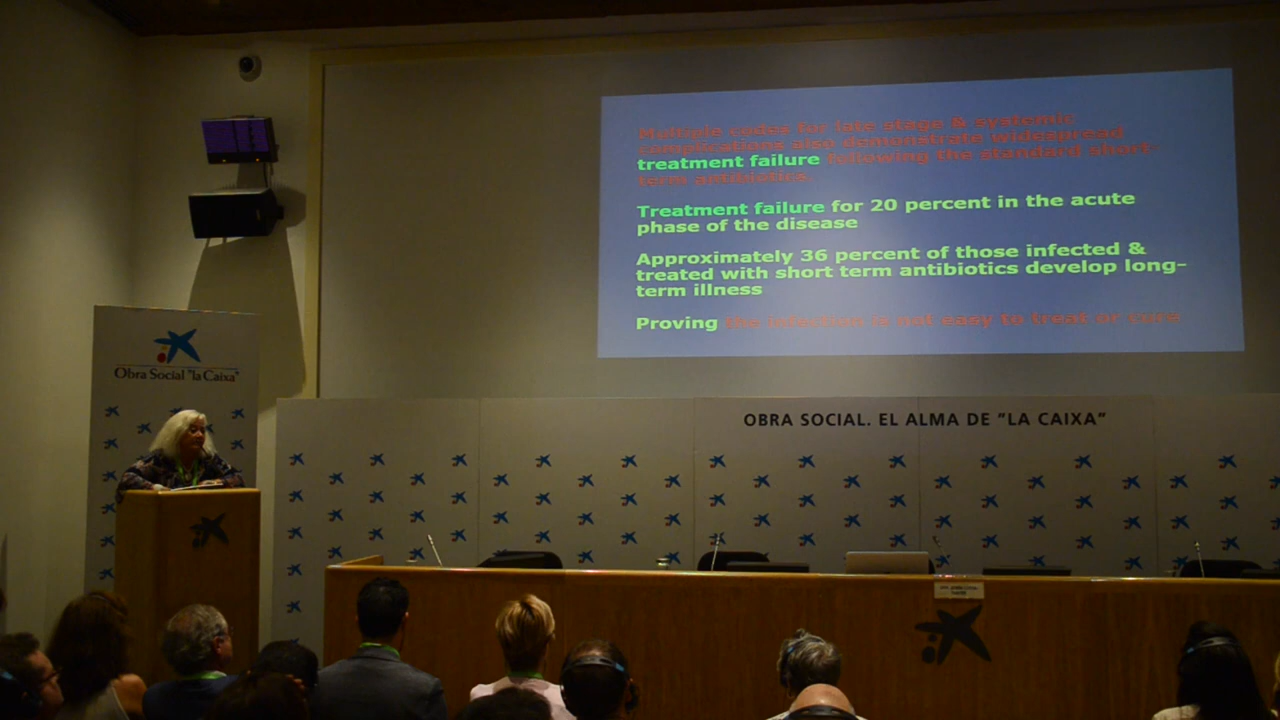 Multiple codes for late stage & systemic
complications also demonstrate widespread
treatment failure following the standard short-
term antibiotics.
Treatment failure for 20 percent in the acute
phase of the disease
Approximately 36 percent of those infected &
treated with short term antibiotics develop long-
term illness
Proving the infection is not easy to treat or cure
Obra Social "la Caixa"
OBRA SOCIAL. EL ALMA DE "LA CAIXA"